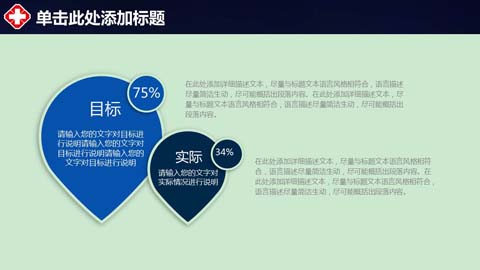 单击此处添加标题
75%
目标
请输入您的文字对目标进
行说明请输入您的文字对
目标进行说明请输入您的
文字对目标进行说明
在此处添加详细描述文本，尽量与标题文本语言风格相符合，语言描述
尽量简洁生动，尽可能概括出段落内容。在此处添加详细描述文本，尽
量与标题文本语言风格相符合，语言描述尽量简洁生动，尽可能概括出
段落内容。
34%
实际
请输入您的文字对
实际情况进行说明
在此处添加详细描述文本，尽量与标题文本语言风格相符
合，语言描述尽量简洁生动，尽可能概括出段落内容。在
此处添加详细描述文本，尽量与标题文本语言风格相符合，
语言描述尽量简洁生动，尽可能概括出段落内容。